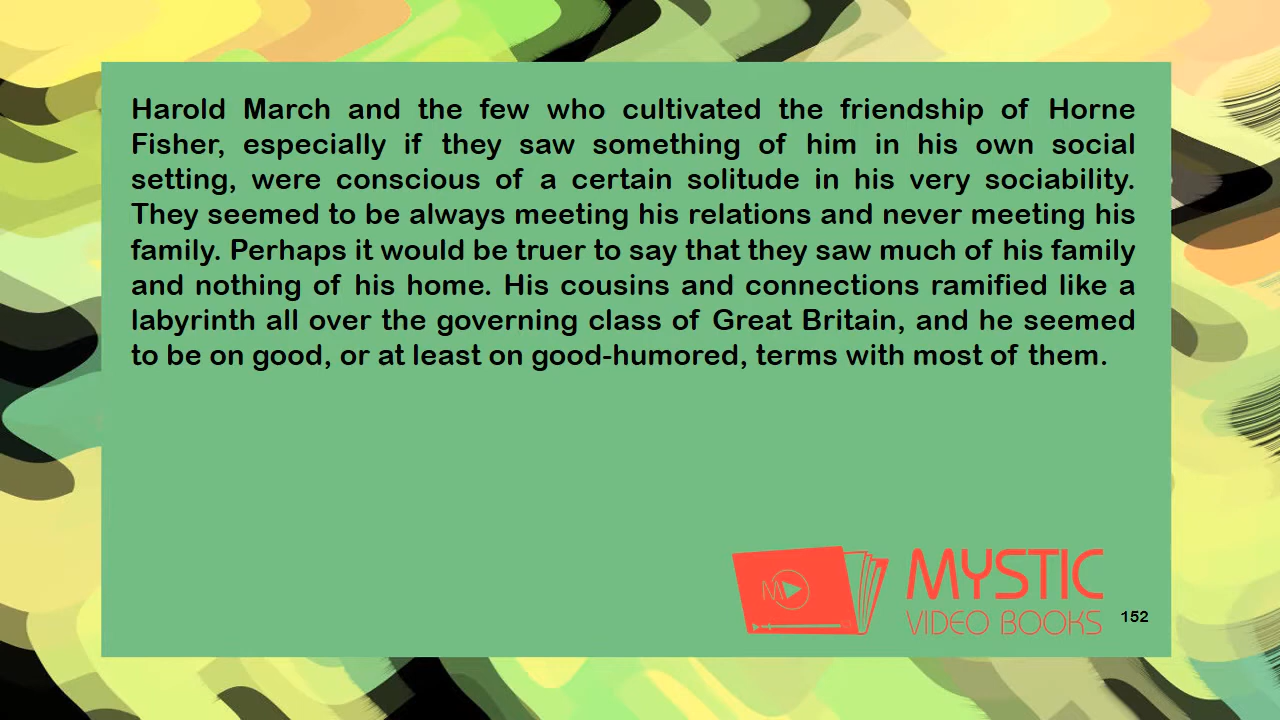 Harold March and the few who cultivated the friendship of Horne
Fisher, especially if they saw something of him in his own social
setting, were conscious of a certain solitude in his very sociability.
They seemed to be always meeting his relations and never meeting his
family. Perhaps it would be truer to say that they saw much of his family
and nothing of his home. His cousins and connections ramified like a
labyrinth all over the governing class of Great Britain, and he seemed
to be on good, or at least on good-humored, terms with most of them.
M
MYSTIC
VIDEO BOOKS
152